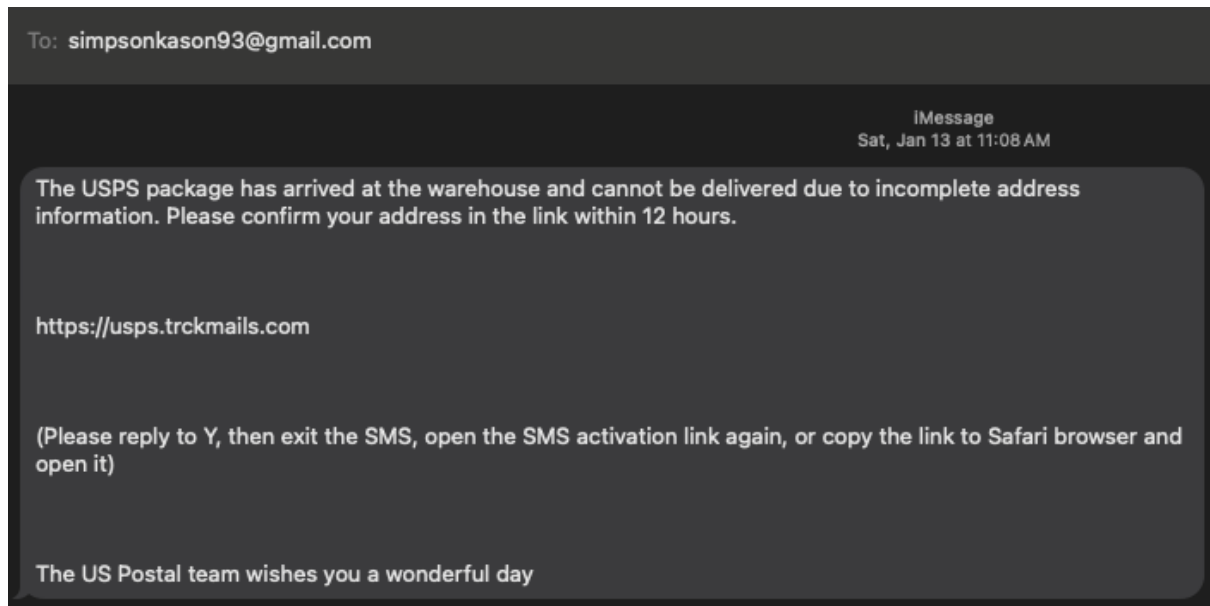 To: simpsonkason93@gmail.com
iMessage
Sat, Jan 13 at 11:08 AM
The USPS package has arrived at the warehouse and cannot be delivered due to incomplete address
information. Please confirm your address in the link within 12 hours.
https://usps.trckmails.com
(Please reply to Y, then exit the SMS, open the SMS activation link again, or copy the link to Safari browser and
open it)
The US Postal team wishes you a wonderful day